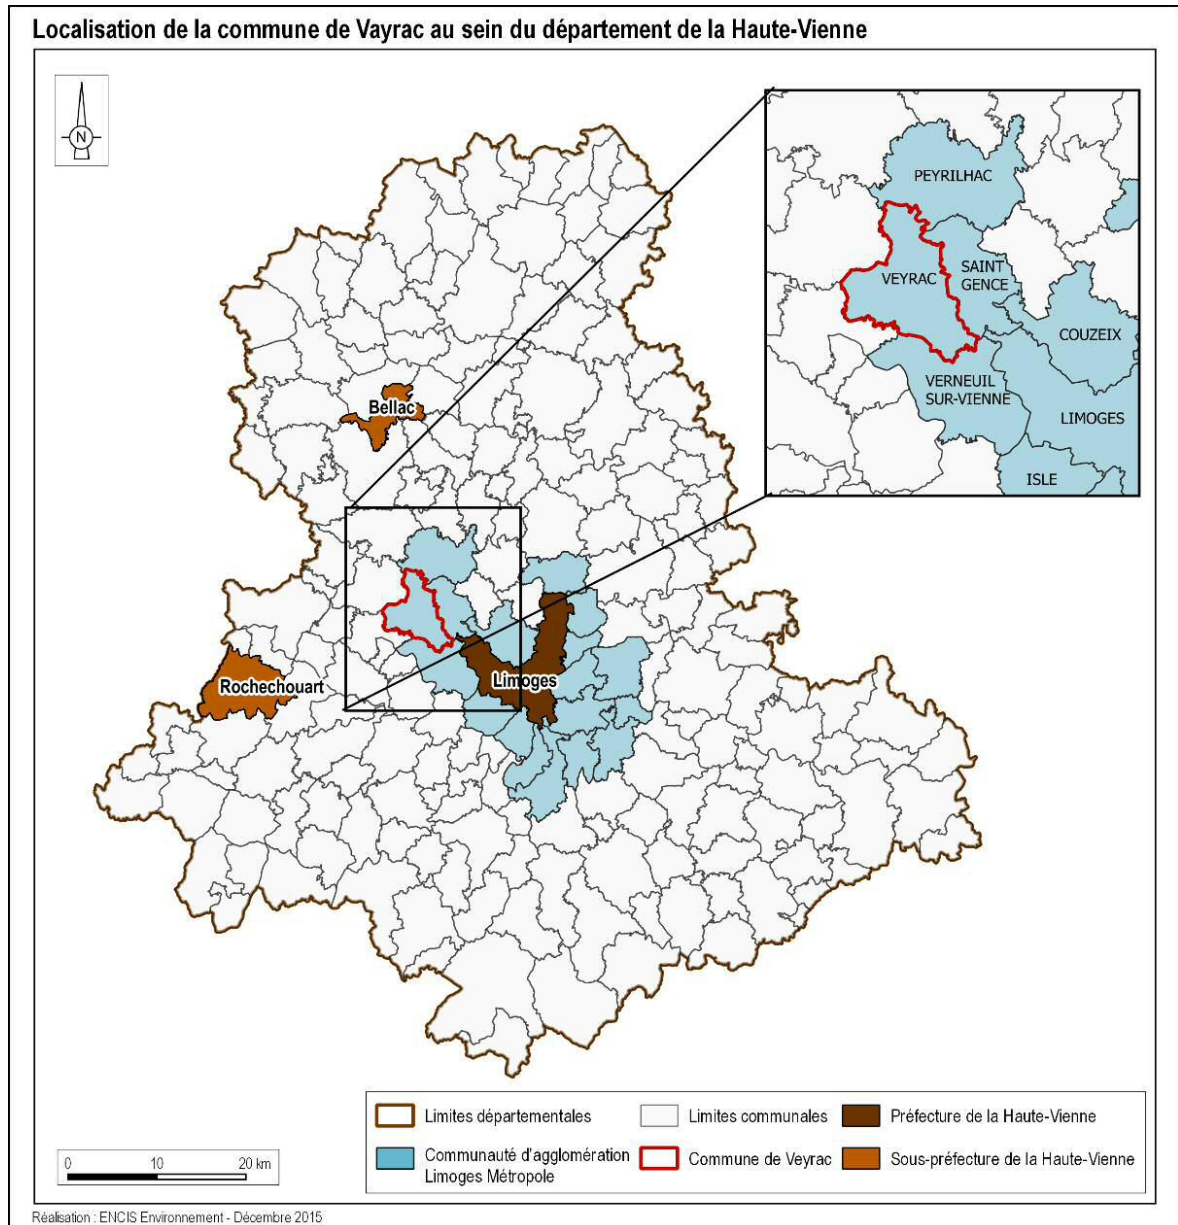 Localisation de la commune de Vayrac au sein du département de la Haute-Vienne
N
PEYRILHAC
VEYRAC
SAINT
GENCE
COUZEIX
VERNEUIL
SUR-VIENNE
LIMOGES
ISLE
Bellac
Rochechouart
Limoges
Limites départementales
Limites communales
Préfecture de la Haute-Vienne
Communauté d'agglomération
Limoges Métropole
Commune de Veyrac
Sous-préfecture de la Haute-Vienne
0 10 20 km
Réalisation : ENCIS Environnement - Décembre 2015